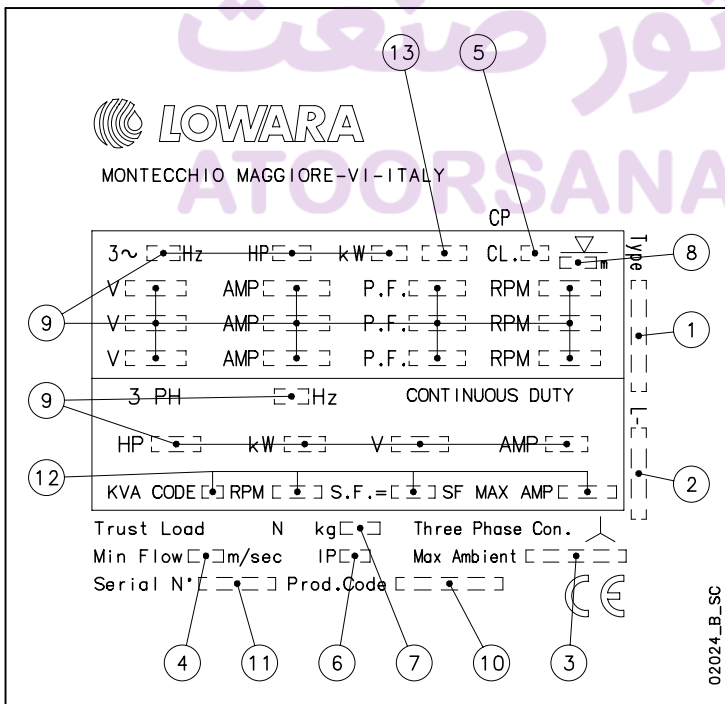 تور صنعت
ATOORSANA
13 5
LOWARA
MONTECCHIO MAGGIORE-VI-ITALY
CP
3~ Hz HP kW CL. m
Type
8
V AMP P.F. RPM
9
V AMP P.F. RPM
1
V AMP P.F. RPM
3 PH Hz CONTINUOUS DUTY
9
L-
HP kW V AMP
12
KVA CODE RPM S.F.= SF MAX AMP
2
Trust Load N kg Three Phase Con.
Min Flow m/sec IP Max Ambient
Serial N° Prod.Code CE
4 11 6 7 10 3
02024_B_SC